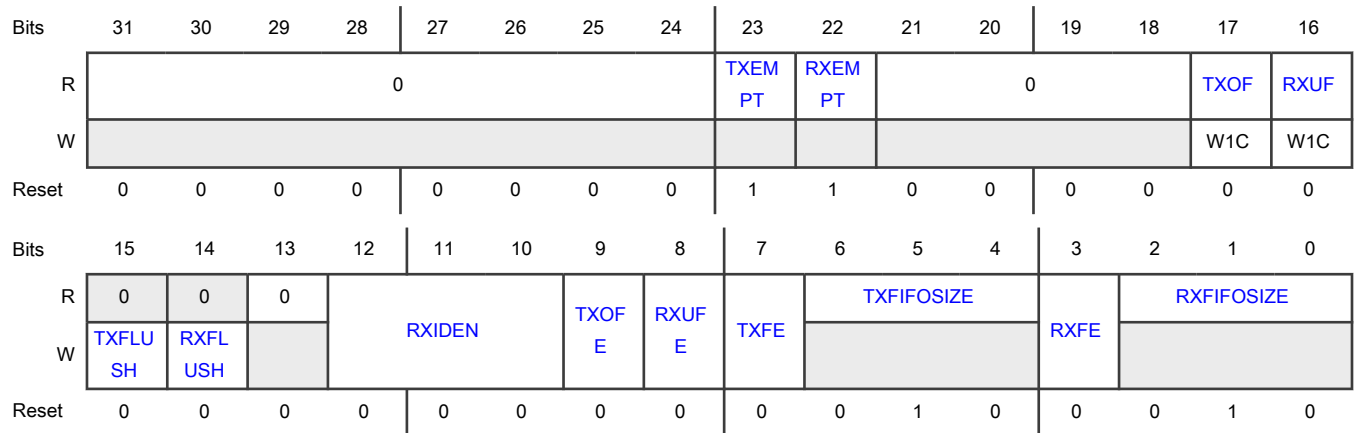 Bits 31 30 29 28 27 26 25 24 23 22 21 20 19 18 17 16
R 0 TXEM RXEM 0 TXOF RXUF
PT PT
W W1C W1C
Reset 0 0 0 0 0 0 0 0 1 1 0 0 0 0 0 0
Bits 15 14 13 12 11 10 9 8 7 6 5 4 3 2 1 0
R 0 0 0 RXIDEN TXOF RXUF TXFE TXFIFOSIZE RXFE RXFIFOSIZE
E E
W TXFLU RXFL
SH USH
Reset 0 0 0 0 0 0 0 0 0 0 1 0 0 0 1 0